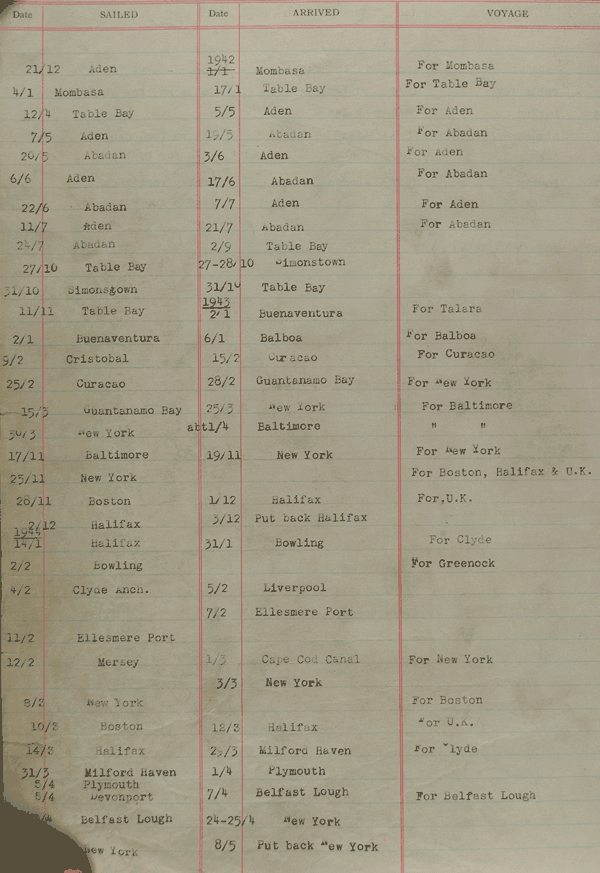 Date SAILED Date ARRIVED VOYAGE
1942
21/12 Aden 1/1 Mombasa For Mombasa
4/1 Mombasa 17/1 Table Bay For Table Bay
12/4 Table Bay 5/5 Aden For Aden
7/5 Aden 19/5 Abadan For Abadan
20/5 Abadan 3/6 Aden For Aden
6/6 Aden 17/6 Abadan For Abadan
22/6 Abadan 7/7 Aden For Aden
11/7 Aden 21/7 Abadan For Abadan
24/7 Abadan 2/9 Table Bay
27/10 Table Bay 27-28/10 Simonstown
31/10 Simonsgown 31/10 Table Bay
1943
11/11 Table Bay 2/1 Buenaventura For Talara
2/1 Buenaventura 6/1 Balboa For Balboa
9/2 Cristobal 15/2 Curacao For Curacao
25/2 Curacao 28/2 Guantanamo Bay For New York
15/3 Guantanamo Bay 25/3 New York For Baltimore
30/3 New York abt1/4 Baltimore " "
17/11 Baltimore 19/11 New York For New York
25/11 New York For Boston, Halifax & U.K.
28/11 Boston 1/12 Halifax For U.K.
2/12 Halifax 3/12 Put back Halifax
1944
14/1 Halifax 31/1 Bowling For Clyde
2/2 Bowling For Greenock
4/2 Clyde Anch. 5/2 Liverpool
7/2 Ellesmere Port
11/2 Ellesmere Port
12/2 Mersey 1/3 Cape Cod Canal For New York
3/3 New York
8/3 New York For Boston
10/3 Boston 12/3 Halifax For U.K.
14/3 Halifax 29/3 Milford Haven For Clyde
31/3 Milford Haven 1/4 Plymouth
5/4 Plymouth
5/4 Devonport 7/4 Belfast Lough For Belfast Lough
Belfast Lough 24-25/4 New York
New York 8/5 Put back New York